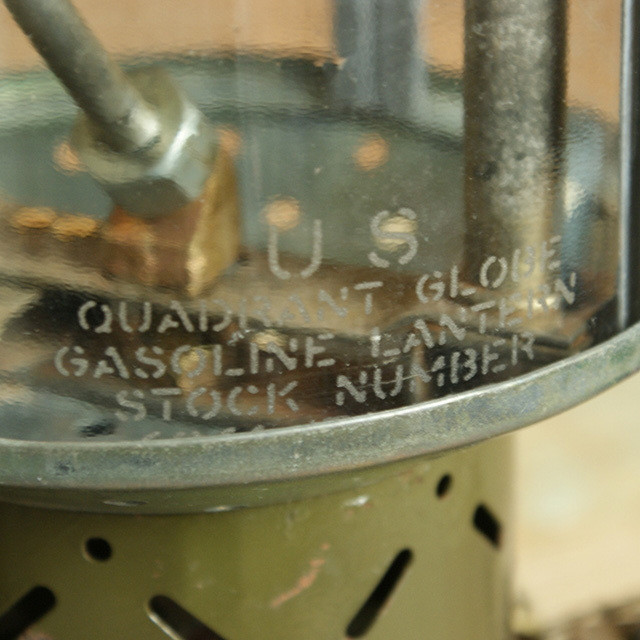 U S
QUADRANT GLOBE
GASOLINE LANTERN
STOCK NUMBER